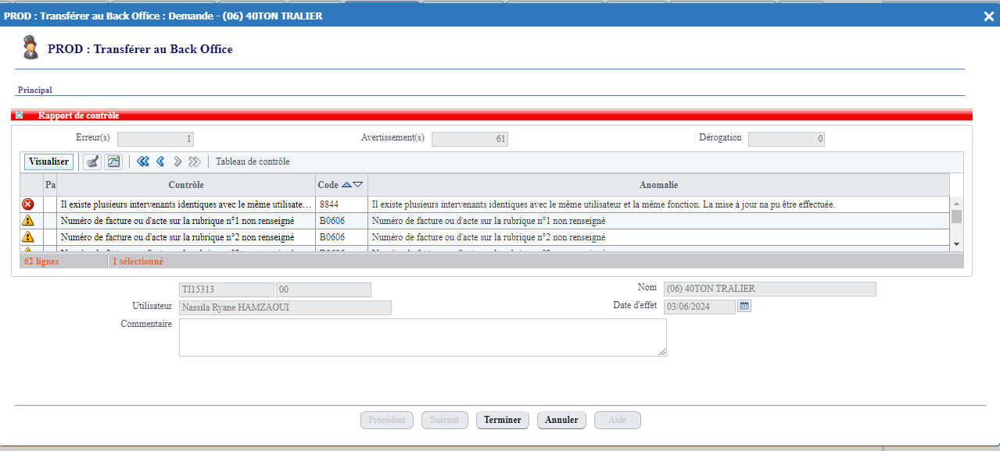 PROD : Transférer au Back Office : Demande - (06) 40TON TRALIER
PROD : Transférer au Back Office
Principal
Rapport de contrôle
Erreur(s) 1 Avertissement(s) 61 Dérogation 0
Visualiser Tableau de contrôle
Pa Contrôle Code Anomalie
Il existe plusieurs intervenants identiques avec le même utilisate... 8844 Il existe plusieurs intervenants identiques avec le même utilisateur et la même fonction. La mise à jour na pu être effectuée.
Numéro de facture ou d'acte sur la rubrique n°1 non renseigné B0606 Numéro de facture ou d'acte sur la rubrique n°1 non renseigné
Numéro de facture ou d'acte sur la rubrique n°2 non renseigné B0606 Numéro de facture ou d'acte sur la rubrique n°2 non renseigné
62 lignes 1 sélectionné
TI15313 00 Nom (06) 40TON TRALIER
Utilisateur Nassila Ryane HAMZAOUI Date d'effet 03/06/2024
Commentaire
Précédent Suivant Terminer Annuler Aide